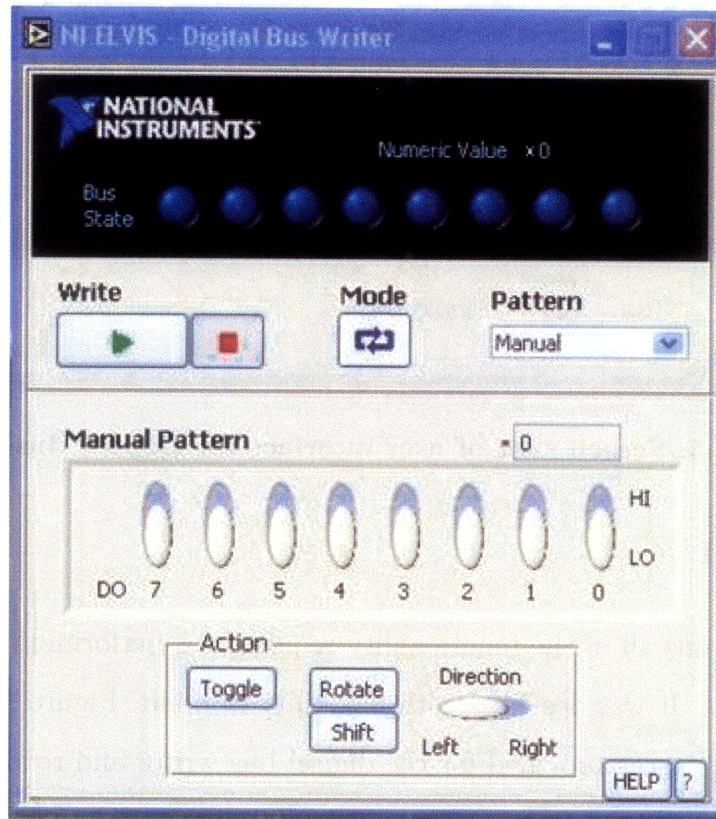 NI ELVIS - Digital Bus Writer
NATIONAL
INSTRUMENTS
Numeric Value x 0
Bus
State
Write
Mode
Pattern
Manual
Manual Pattern
0
HI
LO
DO 7 6 5 4 3 2 1 0
Action
Toggle
Rotate
Shift
Direction
Left Right
HELP ?